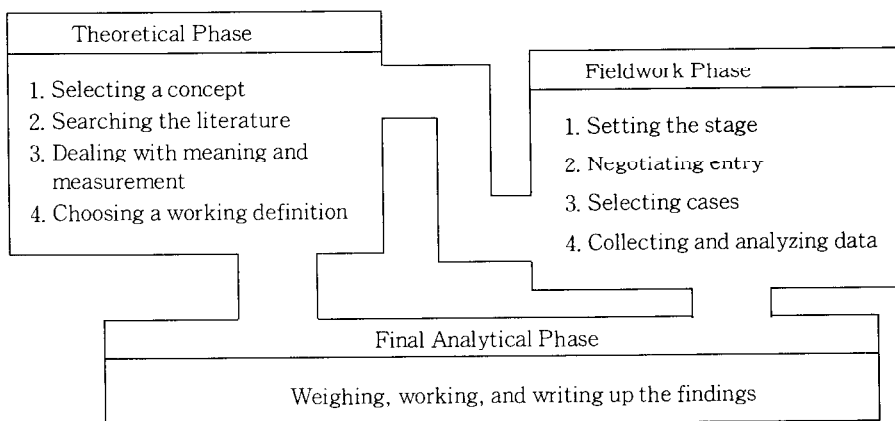 Theoretical Phase
1. Selecting a concept
2. Searching the literature
3. Dealing with meaning and
measurement
4. Choosing a working definition
Fieldwork Phase
1. Setting the stage
2. Negotiating entry
3. Selecting cases
4. Collecting and analyzing data
Final Analytical Phase
Weighing, working, and writing up the findings